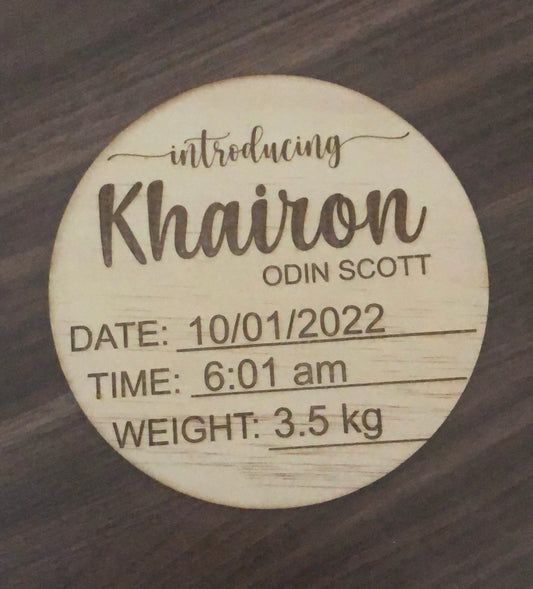 introducing
Khairon
ODIN SCOTT
DATE: 10/01/2022
TIME: 6:01 am
WEIGHT: 3.5 kg